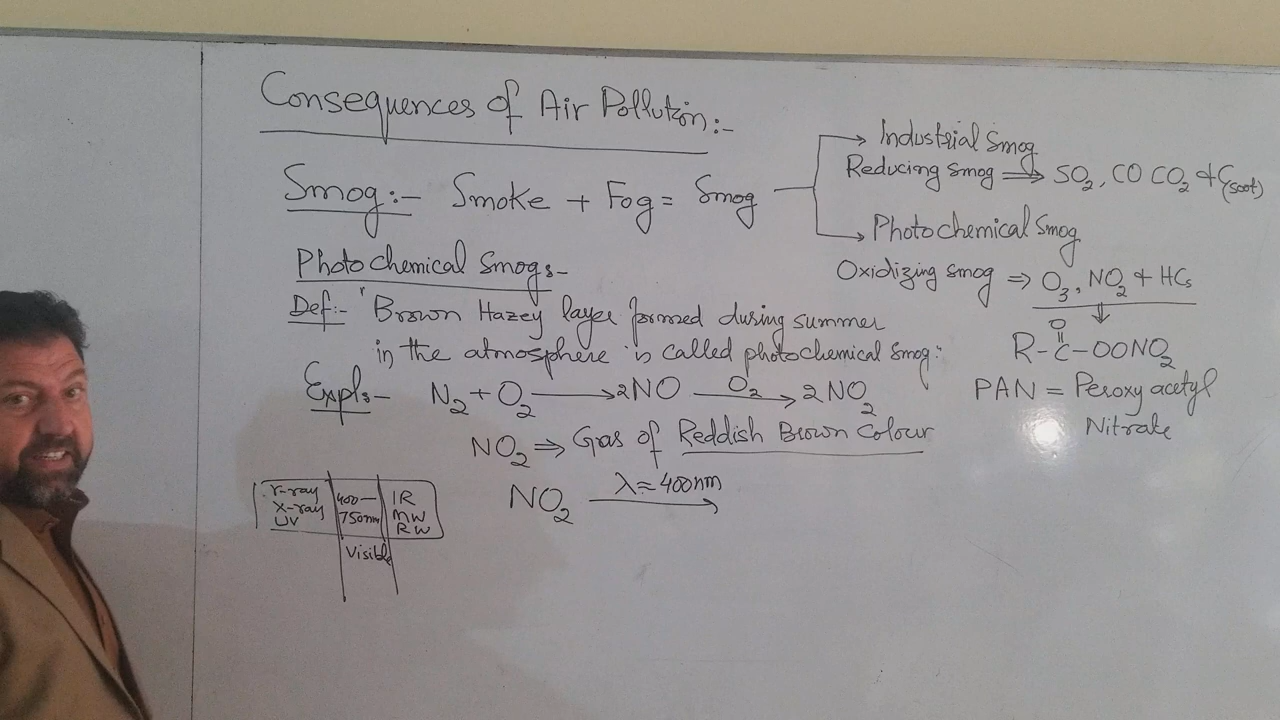 Consequences of Air Pollution:-
Smog:- Smoke + Fog = Smog
Industrial Smog
Reducing Smog ⇒ SO₂, CO CO₂ + C(soot)
Photochemical Smog
Oxidizing smog ⇒ O₃, NO₂ + HCs
O
R-C-OONO₂
PAN = Peroxy acetyl
Nitrate
Photochemical Smog:-
Def:- "Brown Hazey layer formed during summer
in the atmosphere is called photochemical smog."
Expl:- N₂ + O₂ → 2NO O₂→ 2NO₂
NO₂ ⇒ Gas of Reddish Brown Colour
NO₂ λ=400nm →
γ-ray
X-ray
UV
400-
750nm
Visible
IR
MW
RW